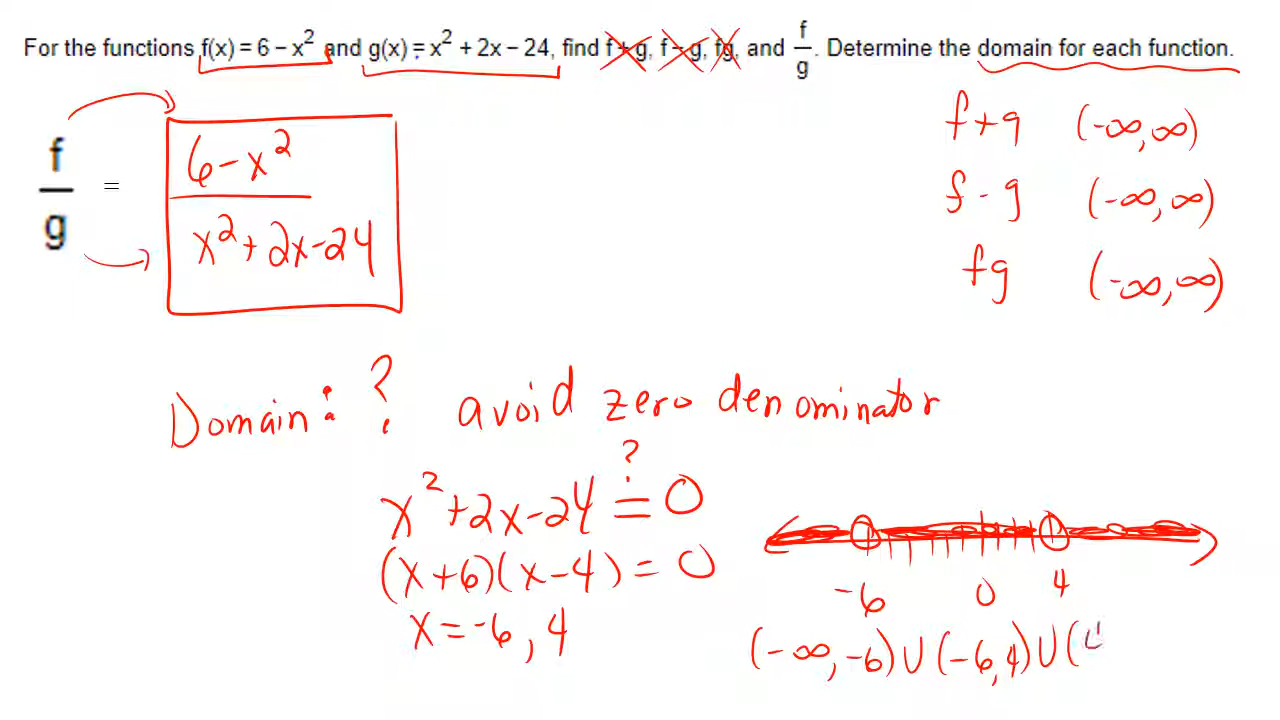 For the functions f(x) = 6 – x² and g(x) = x² + 2x – 24, find f + g, f – g, fg, and f/g. Determine the domain for each function.
f/g = (6 - x²)/(x² + 2x - 24)
f + g (-∞, ∞)
f - g (-∞, ∞)
fg (-∞, ∞)
Domain: ? avoid zero denominator
?
x² + 2x - 24 = 0
(x + 6)(x - 4) = 0
x = -6, 4
-6 0 4
(-∞, -6) ∪ (-6, 4) ∪ (4